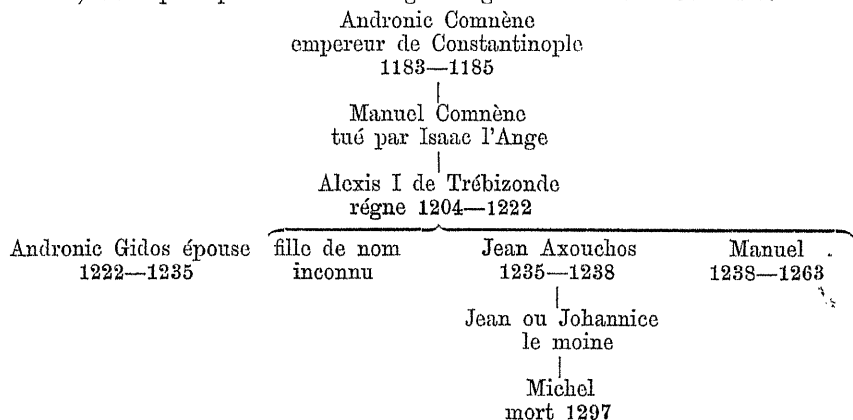 Andronic Comnène
empereur de Constantinople
1183—1185
Manuel Comnène
tué par Isaac l'Ange
Alexis I de Trébizonde
régne 1204—1222
Andronic Gidos épouse fille de nom Jean Axouchos Manuel
1222—1235 inconnu 1235—1238 1238—1263
Jean ou Johannice
le moine
Michel
mort 1297